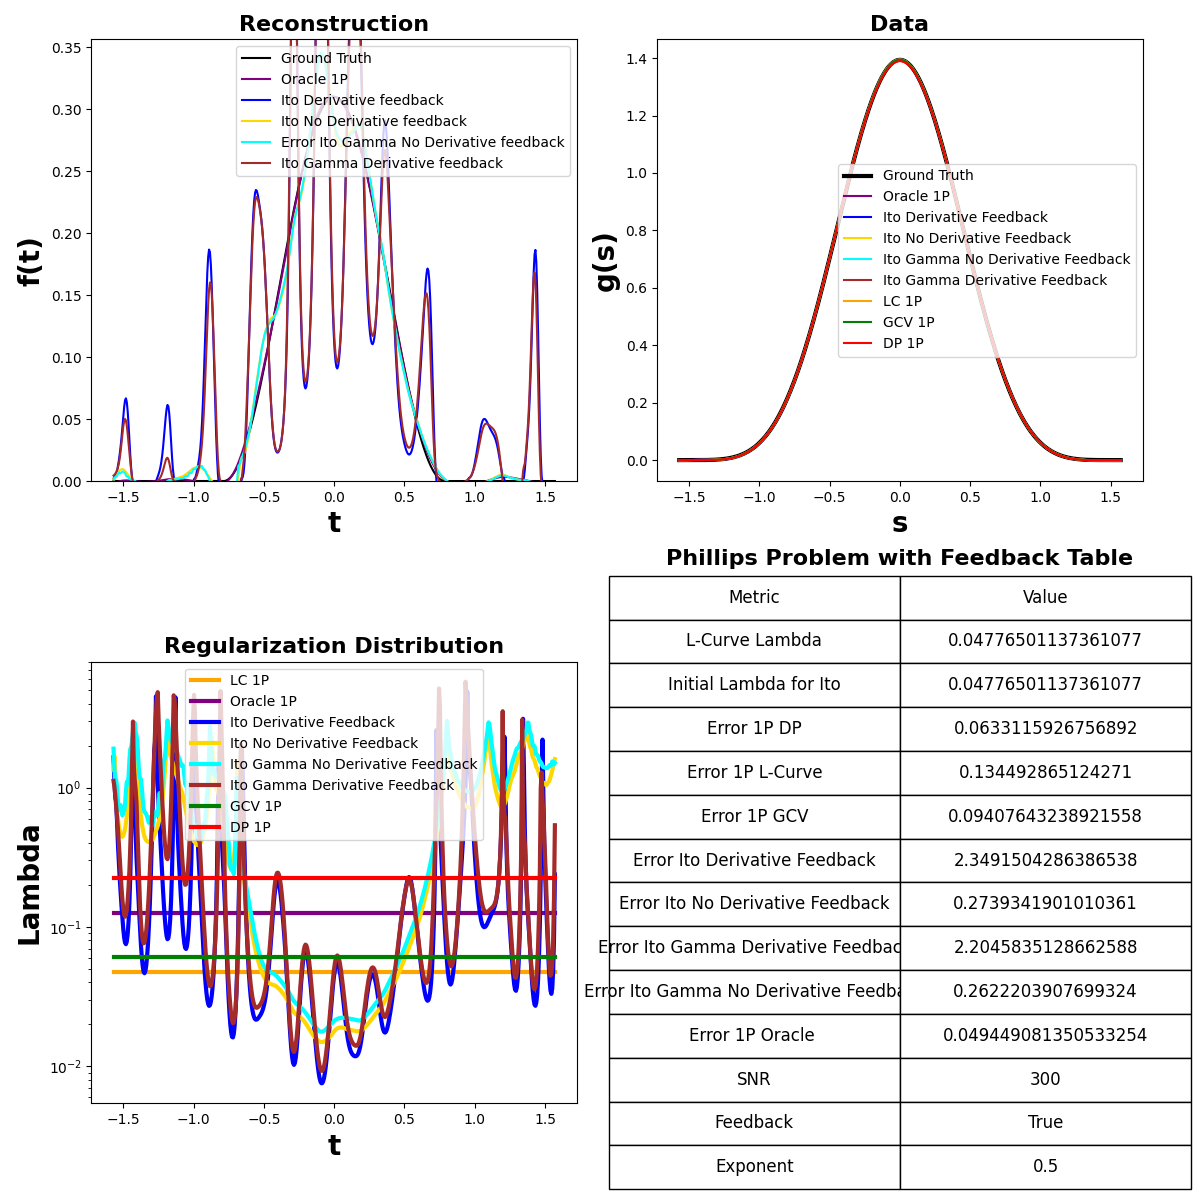 Reconstruction
f(t)
0.35
0.30
0.25
0.20
0.15
0.10
0.05
0.00
Ground Truth
Oracle 1P
Ito Derivative feedback
Ito No Derivative feedback
Error Ito Gamma No Derivative feedback
Ito Gamma Derivative feedback
−1.5 −1.0 −0.5 0.0 0.5 1.0 1.5
t
Data
g(s)
1.4
1.2
1.0
0.8
0.6
0.4
0.2
0.0
Ground Truth
Oracle 1P
Ito Derivative Feedback
Ito No Derivative Feedback
Ito Gamma No Derivative Feedback
Ito Gamma Derivative Feedback
LC 1P
GCV 1P
DP 1P
−1.5 −1.0 −0.5 0.0 0.5 1.0 1.5
s
Regularization Distribution
Lambda
10⁰
10⁻¹
10⁻²
LC 1P
Oracle 1P
Ito Derivative Feedback
Ito No Derivative Feedback
Ito Gamma No Derivative Feedback
Ito Gamma Derivative Feedback
GCV 1P
DP 1P
−1.5 −1.0 −0.5 0.0 0.5 1.0 1.5
t
Phillips Problem with Feedback Table
Metric Value
L-Curve Lambda 0.04776501137361077
Initial Lambda for Ito 0.04776501137361077
Error 1P DP 0.0633115926756892
Error 1P L-Curve 0.134492865124271
Error 1P GCV 0.09407643238921558
Error Ito Derivative Feedback 2.3491504286386538
Error Ito No Derivative Feedback 0.2739341901010361
Error Ito Gamma Derivative Feedbac 2.2045835128662588
Error Ito Gamma No Derivative Feedba 0.2622203907699324
Error 1P Oracle 0.049449081350533254
SNR 300
Feedback True
Exponent 0.5